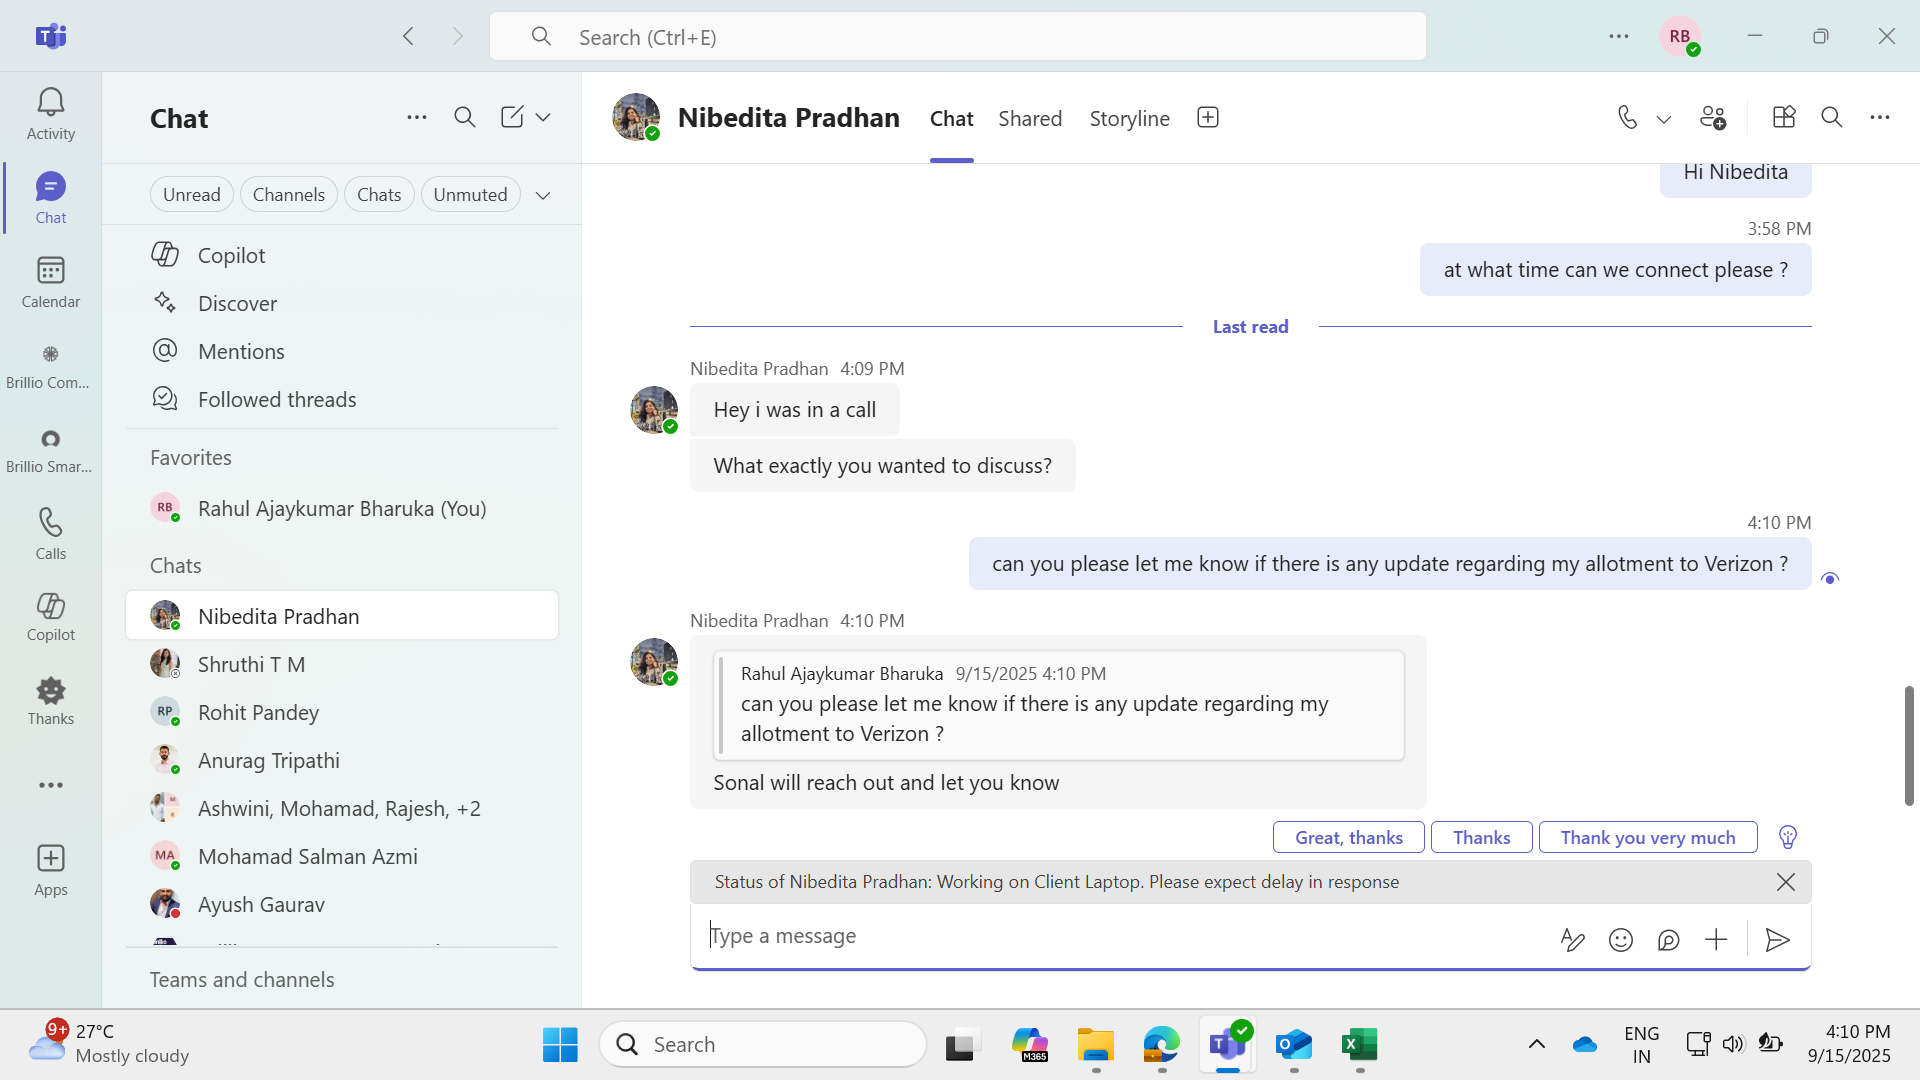 Search (Ctrl+E)
RB
Activity
Chat
Calendar
Brillio Com...
Brillio Smar...
Calls
Copilot
Thanks
Apps
Chat
Unread
Channels
Chats
Unmuted
Copilot
Discover
Mentions
Followed threads
Favorites
RB
Rahul Ajaykumar Bharuka (You)
Chats
Nibedita Pradhan
Shruthi T M
RP
Rohit Pandey
Anurag Tripathi
Ashwini, Mohamad, Rajesh, +2
MA
Mohamad Salman Azmi
Ayush Gaurav
Teams and channels
Nibedita Pradhan
Chat
Shared
Storyline
Hi Nibedita
3:58 PM
at what time can we connect please ?
Last read
Nibedita Pradhan 4:09 PM
Hey i was in a call
What exactly you wanted to discuss?
4:10 PM
can you please let me know if there is any update regarding my allotment to Verizon ?
Nibedita Pradhan 4:10 PM
Rahul Ajaykumar Bharuka 9/15/2025 4:10 PM
can you please let me know if there is any update regarding my
allotment to Verizon ?
Sonal will reach out and let you know
Great, thanks
Thanks
Thank you very much
Status of Nibedita Pradhan: Working on Client Laptop. Please expect delay in response
Type a message
9+
27°C
Mostly cloudy
Search
M365
ENG
IN
4:10 PM
9/15/2025